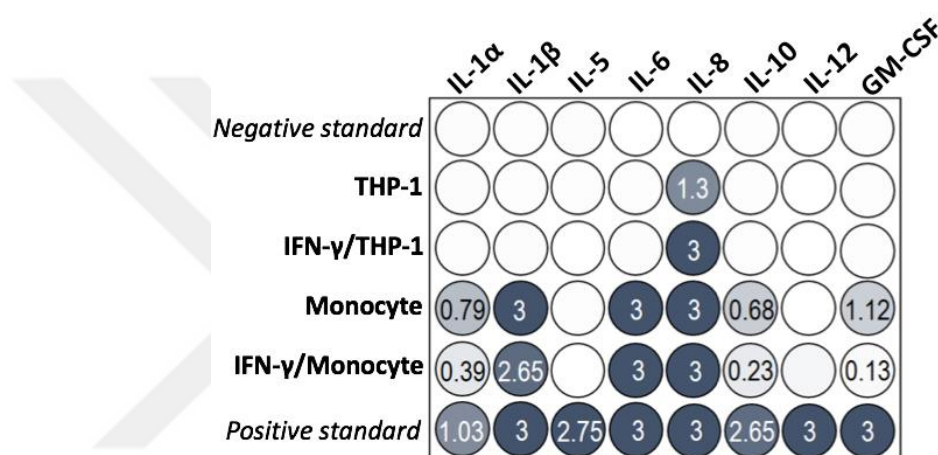 IL-1α IL-1β IL-5 IL-6 IL-8 IL-10 IL-12 GM-CSF
Negative standard
THP-1 1.3
IFN-γ/THP-1 3
Monocyte 0.79 3 3 3 0.68 1.12
IFN-γ/Monocyte 0.39 2.65 3 3 0.23 0.13
Positive standard 1.03 3 2.75 3 3 2.65 3 3